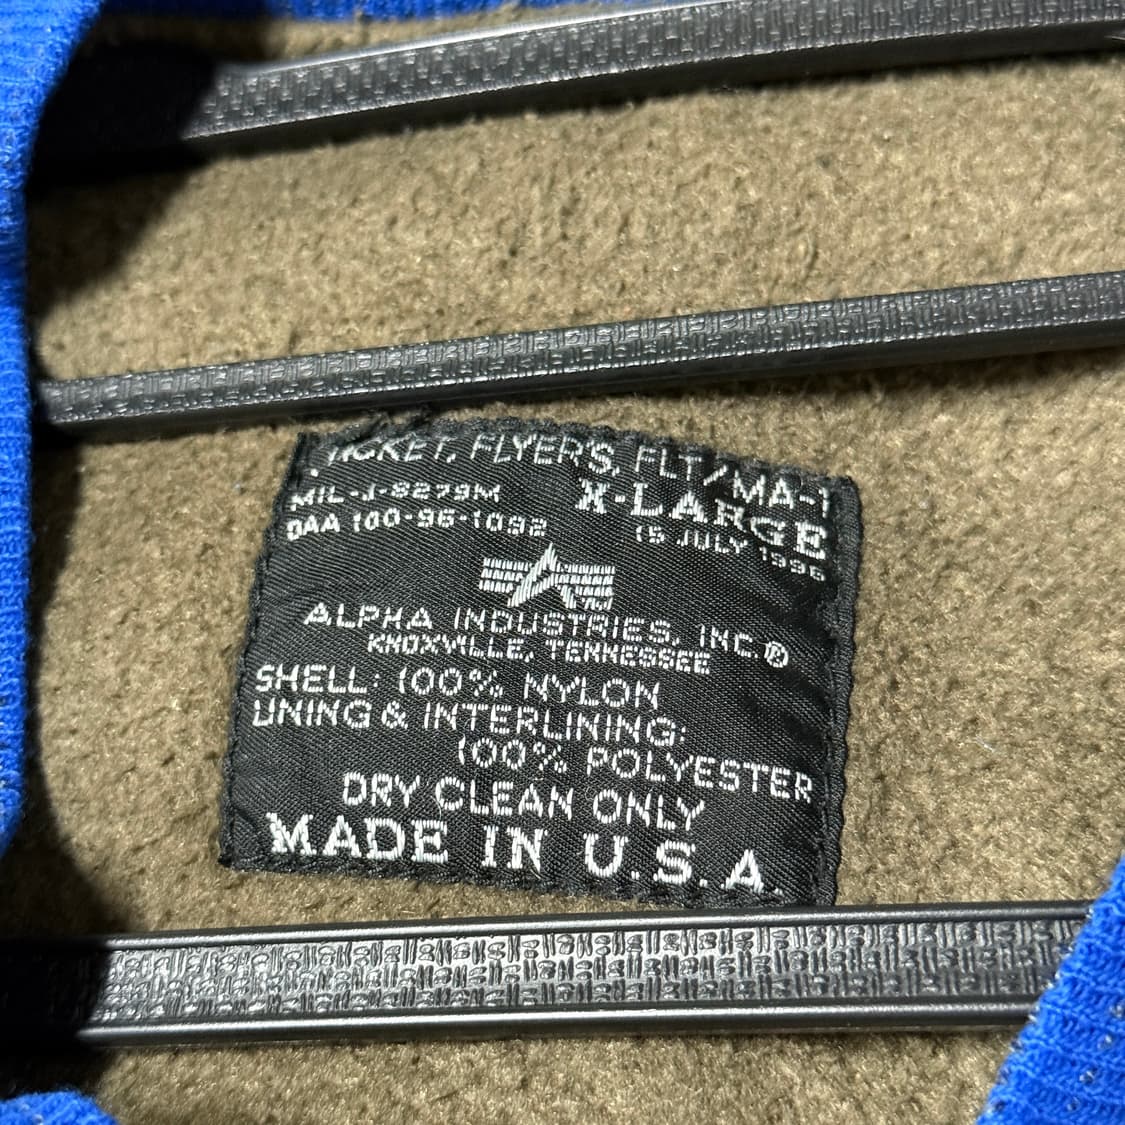 JACKET, FLYER'S, FLT/MA-1
MIL-J-8279M X-LARGE
DAA 100-96-1092 15 JULY 1996
ALPHA INDUSTRIES, INC.®
KNOXVILLE, TENNESSEE
SHELL: 100% NYLON
LINING & INTERLINING:
100% POLYESTER
DRY CLEAN ONLY
MADE IN U.S.A.